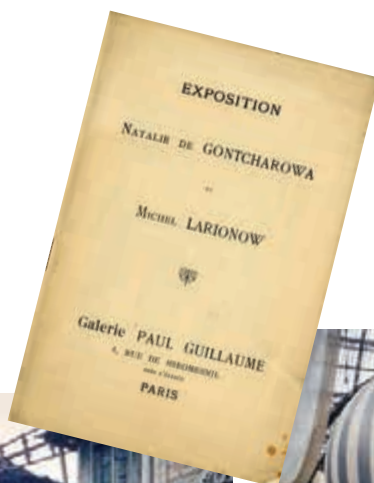 EXPOSITION
NATALIE DE GONTCHAROWA
ET
MICHEL LARIONOW
Galerie PAUL GUILLAUME
6, RUE DE MIROMESNIL
PARIS